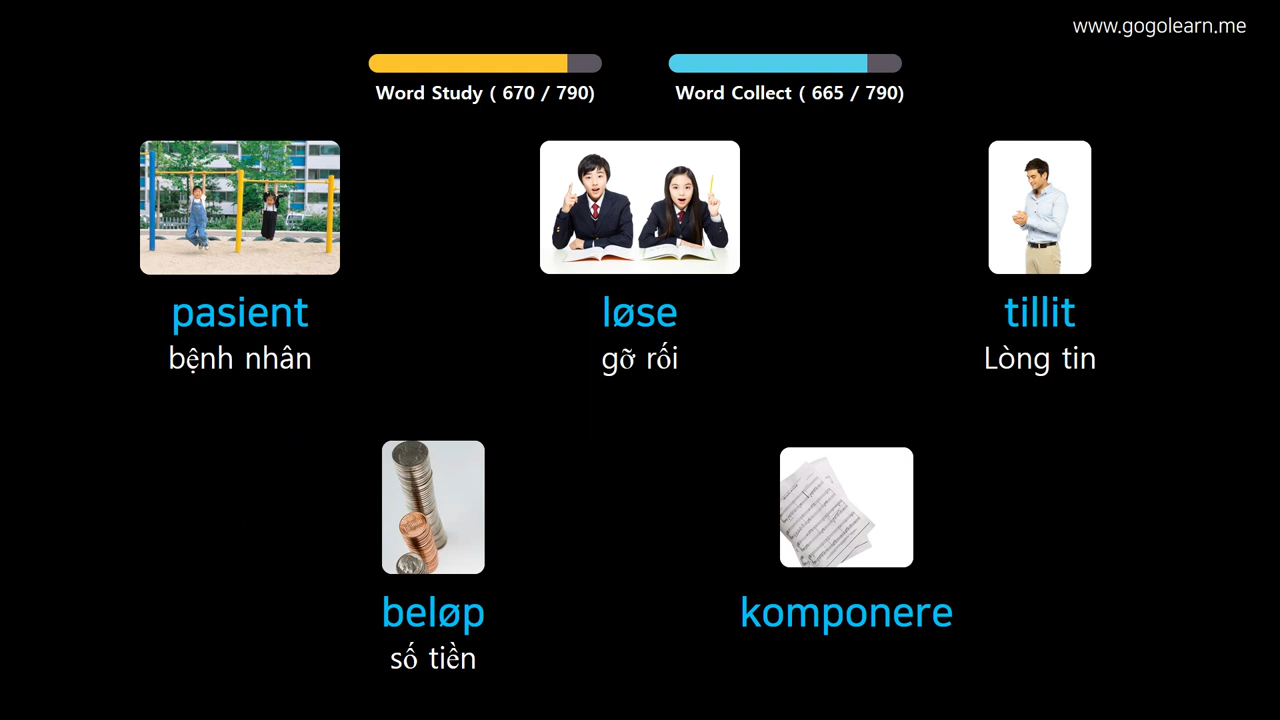 www.gogolearn.me
Word Study ( 670 / 790)
Word Collect ( 665 / 790)
pasient
bệnh nhân
løse
gỡ rối
tillit
Lòng tin
beløp
số tiền
komponere